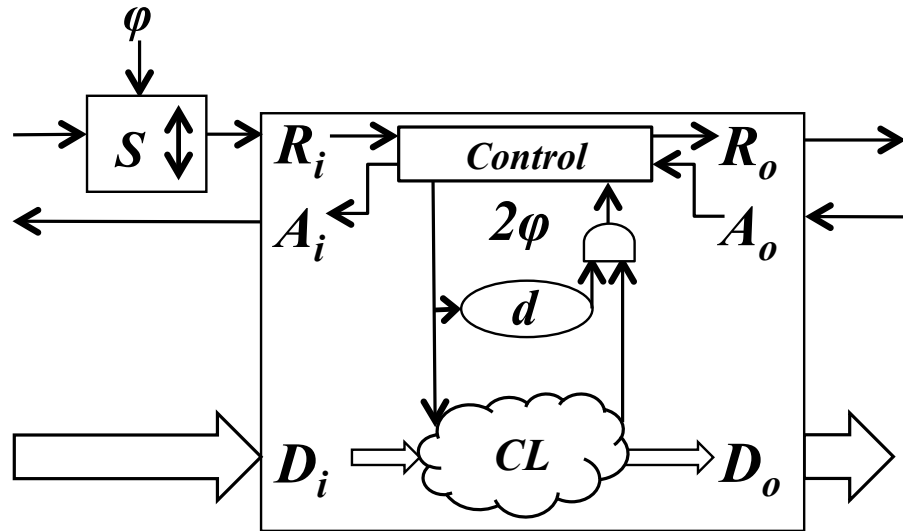 φ
S
R_i Control R_o
A_i 2φ A_o
d
D_i CL D_o